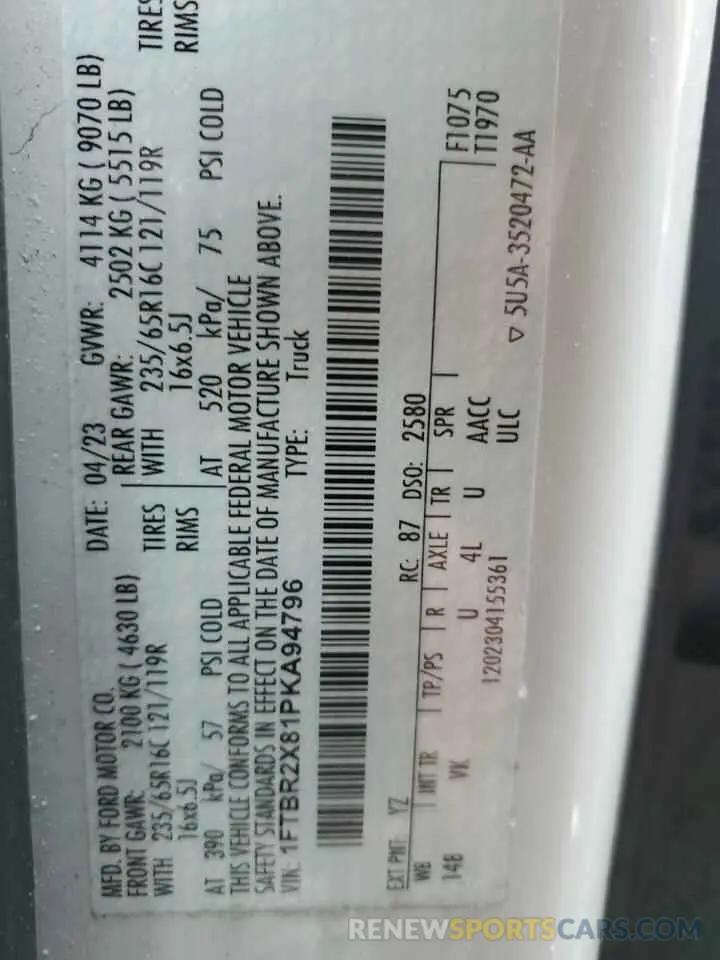 MFD. BY FORD MOTOR CO.
DATE: 04/23 GVWR: 4114 KG ( 9070 LB)
FRONT GAWR: 2100 KG ( 4630 LB)
REAR GAWR: 2502 KG ( 5515 LB)
WITH 235/65R16C 121/119R TIRES
WITH 235/65R16C 121/119R TIRES
16x6.5J RIMS
16x6.5J RIMS
AT 390 kPa/ 57 PSI COLD
AT 520 kPa/ 75 PSI COLD
THIS VEHICLE CONFORMS TO ALL APPLICABLE FEDERAL MOTOR VEHICLE
SAFETY STANDARDS IN EFFECT ON THE DATE OF MANUFACTURE SHOWN ABOVE.
VIN: 1FTBR2X81PKA94796 TYPE: Truck
EXT PNT: YZ RC: 87 DSO: 2580
WB INT TR TP/PS R AXLE TR SPR F1075
148 VK U 4L U AACC T1970
1202304155361 ULC
▽ 5U5A-3520472-AA
RENEWSPORTSCARS.COM